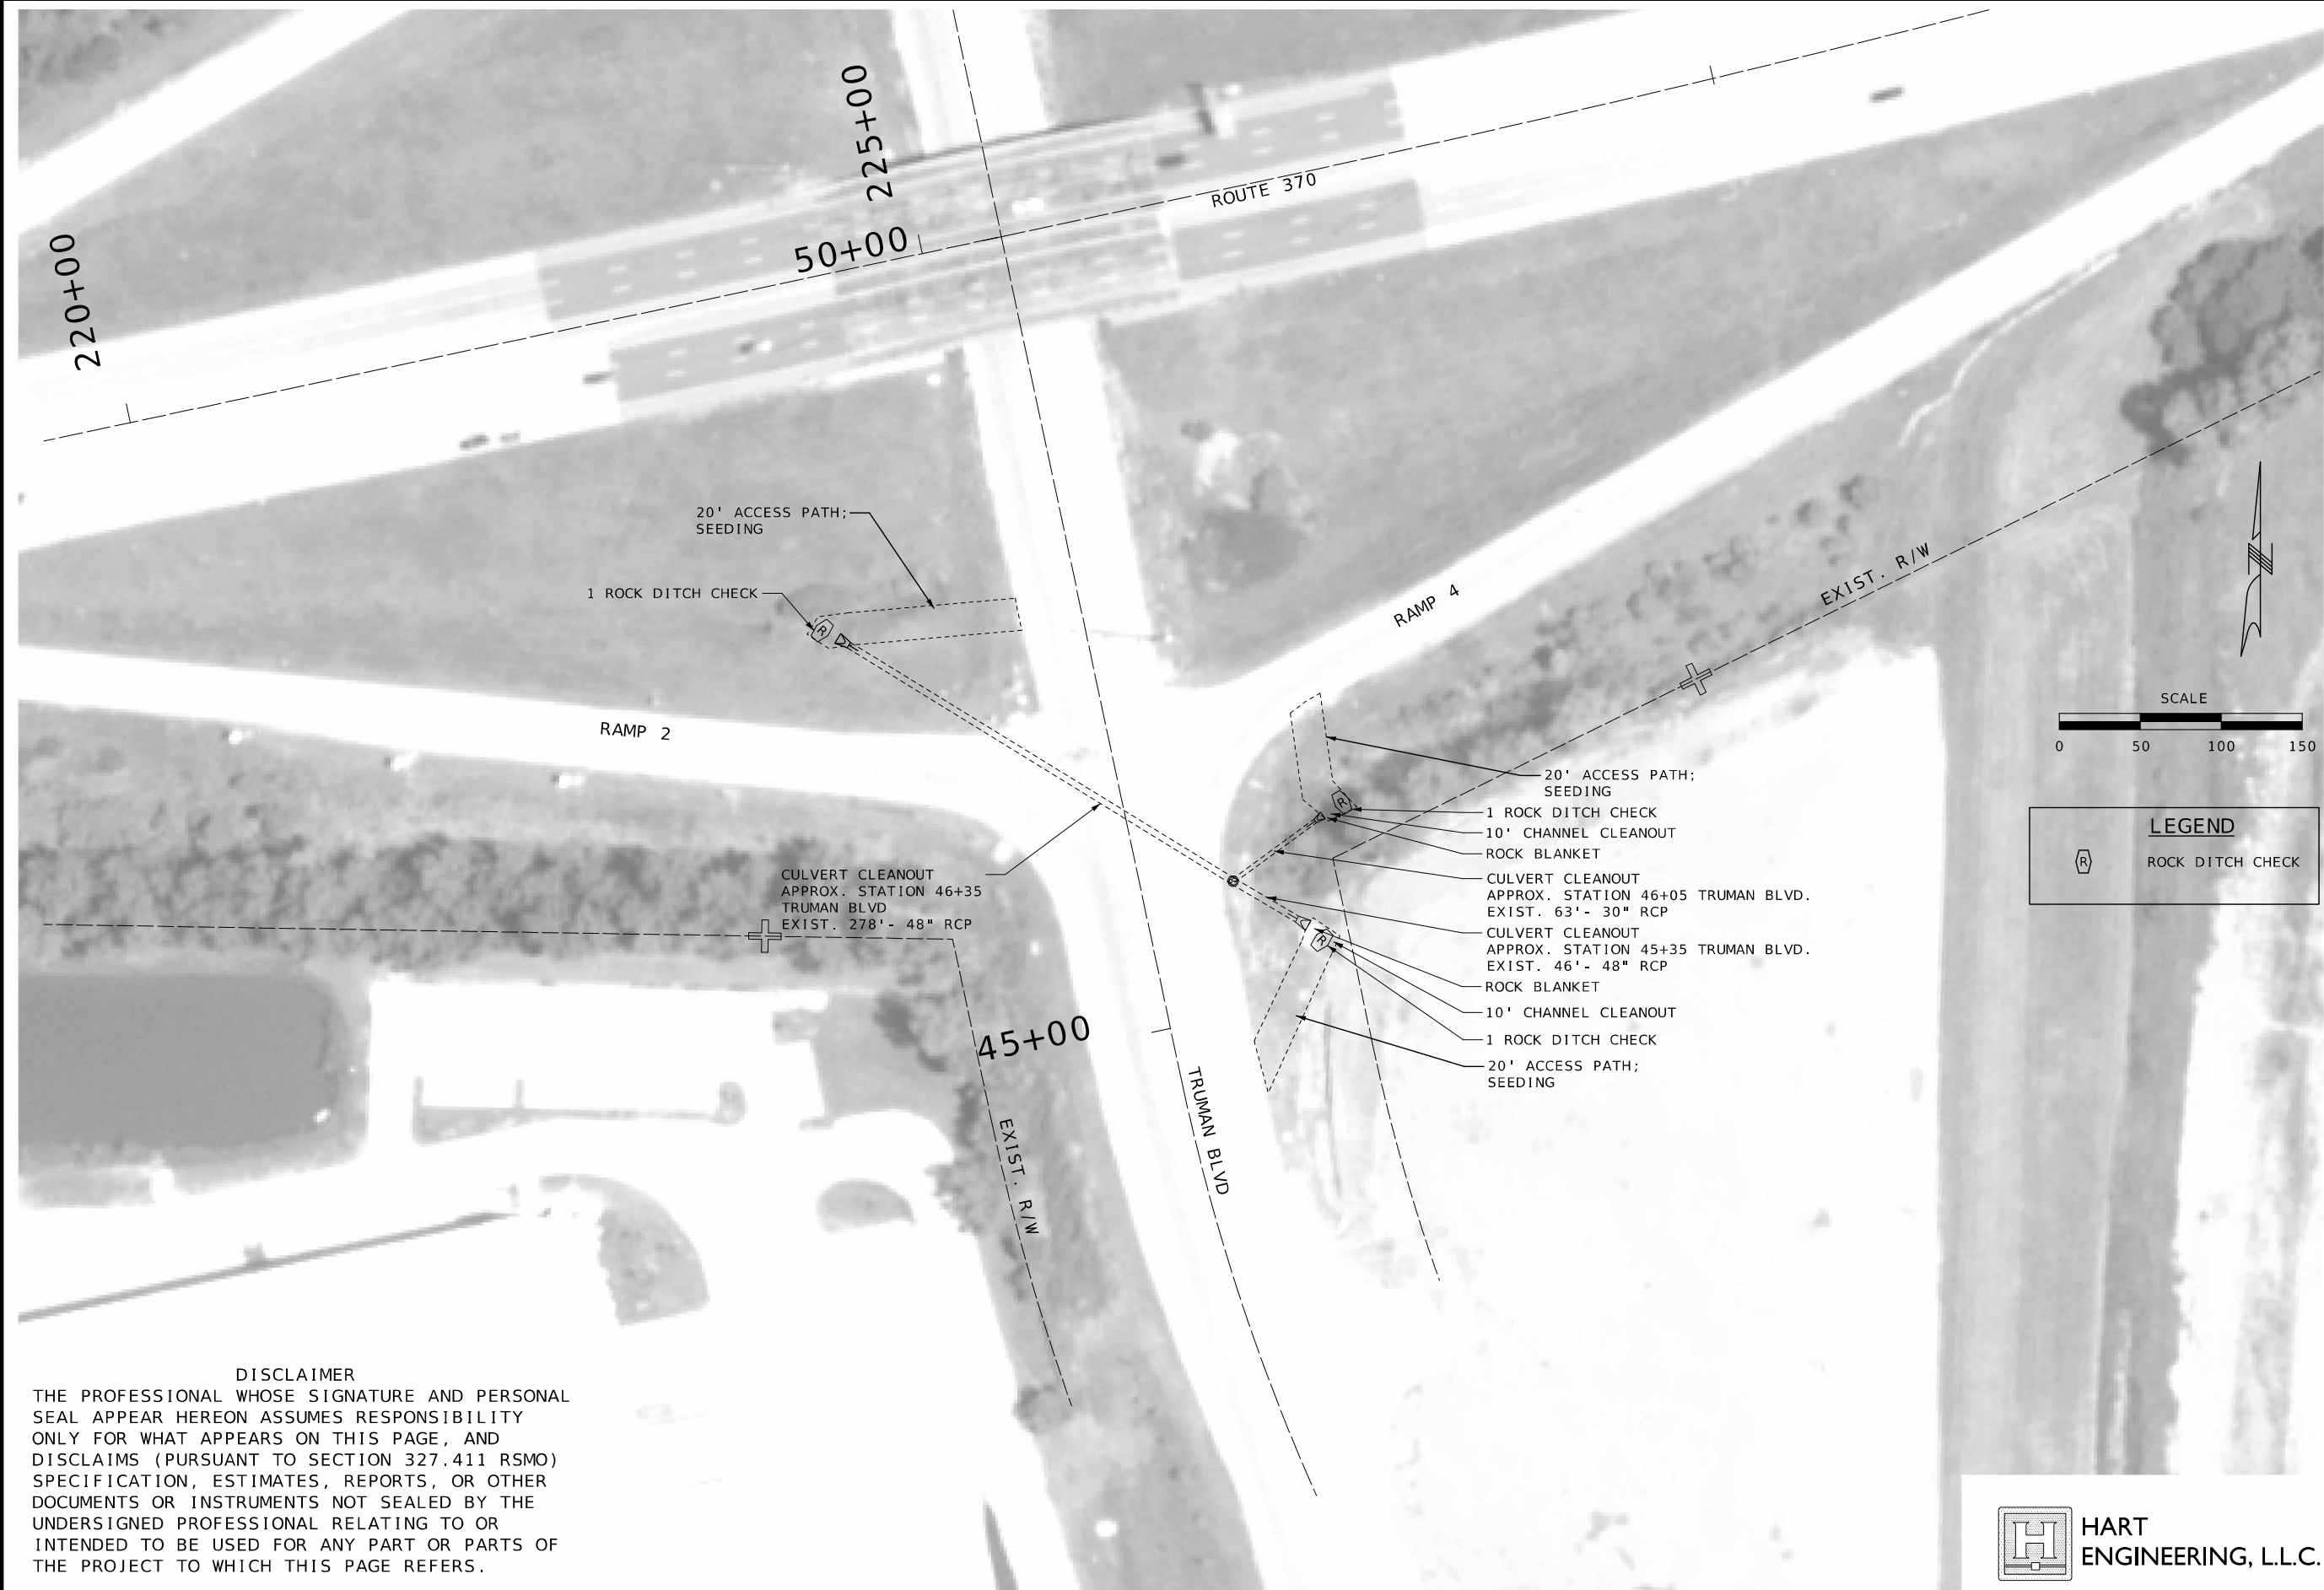 225+00
220+00
50+00
ROUTE 370
20' ACCESS PATH;
SEEDING
1 ROCK DITCH CHECK
R
RAMP 2
RAMP 4
EXIST. R/W
N
SCALE
0 50 100 150
LEGEND
R ROCK DITCH CHECK
20' ACCESS PATH;
SEEDING
R
1 ROCK DITCH CHECK
10' CHANNEL CLEANOUT
ROCK BLANKET
CULVERT CLEANOUT
APPROX. STATION 46+05 TRUMAN BLVD.
EXIST. 63'- 30" RCP
CULVERT CLEANOUT
APPROX. STATION 45+35 TRUMAN BLVD.
EXIST. 46'- 48" RCP
R
ROCK BLANKET
10' CHANNEL CLEANOUT
1 ROCK DITCH CHECK
20' ACCESS PATH;
SEEDING
CULVERT CLEANOUT
APPROX. STATION 46+35
TRUMAN BLVD
EXIST. 278'- 48" RCP
45+00
TRUMAN BLVD
EXIST. R/W
DISCLAIMER
THE PROFESSIONAL WHOSE SIGNATURE AND PERSONAL
SEAL APPEAR HEREON ASSUMES RESPONSIBILITY
ONLY FOR WHAT APPEARS ON THIS PAGE, AND
DISCLAIMS (PURSUANT TO SECTION 327.411 RSMO)
SPECIFICATION, ESTIMATES, REPORTS, OR OTHER
DOCUMENTS OR INSTRUMENTS NOT SEALED BY THE
UNDERSIGNED PROFESSIONAL RELATING TO OR
INTENDED TO BE USED FOR ANY PART OR PARTS OF
THE PROJECT TO WHICH THIS PAGE REFERS.
H
HART
ENGINEERING, L.L.C.